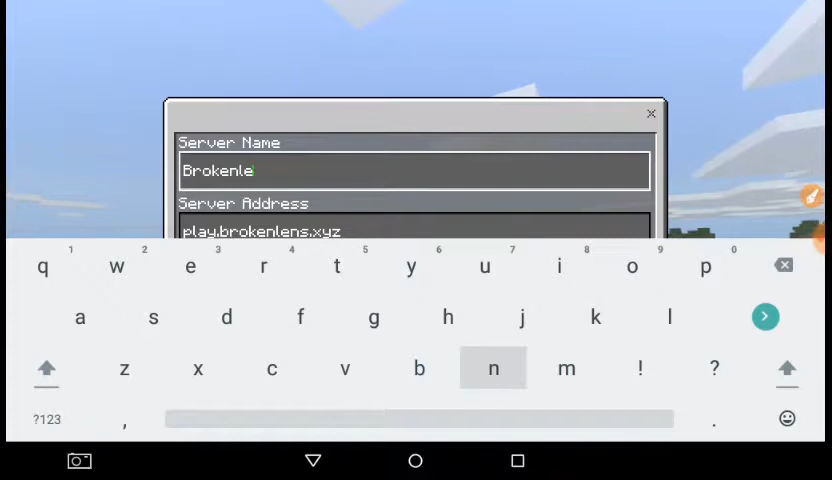 Server Name
Brokenle
Server Address
play.brokenlens.xyz
1 2 3 4 5 6 7 8 9 0
q w e r t y u i o p
a s d f g h j k l
z x c v b n m ! ?
?123 , .